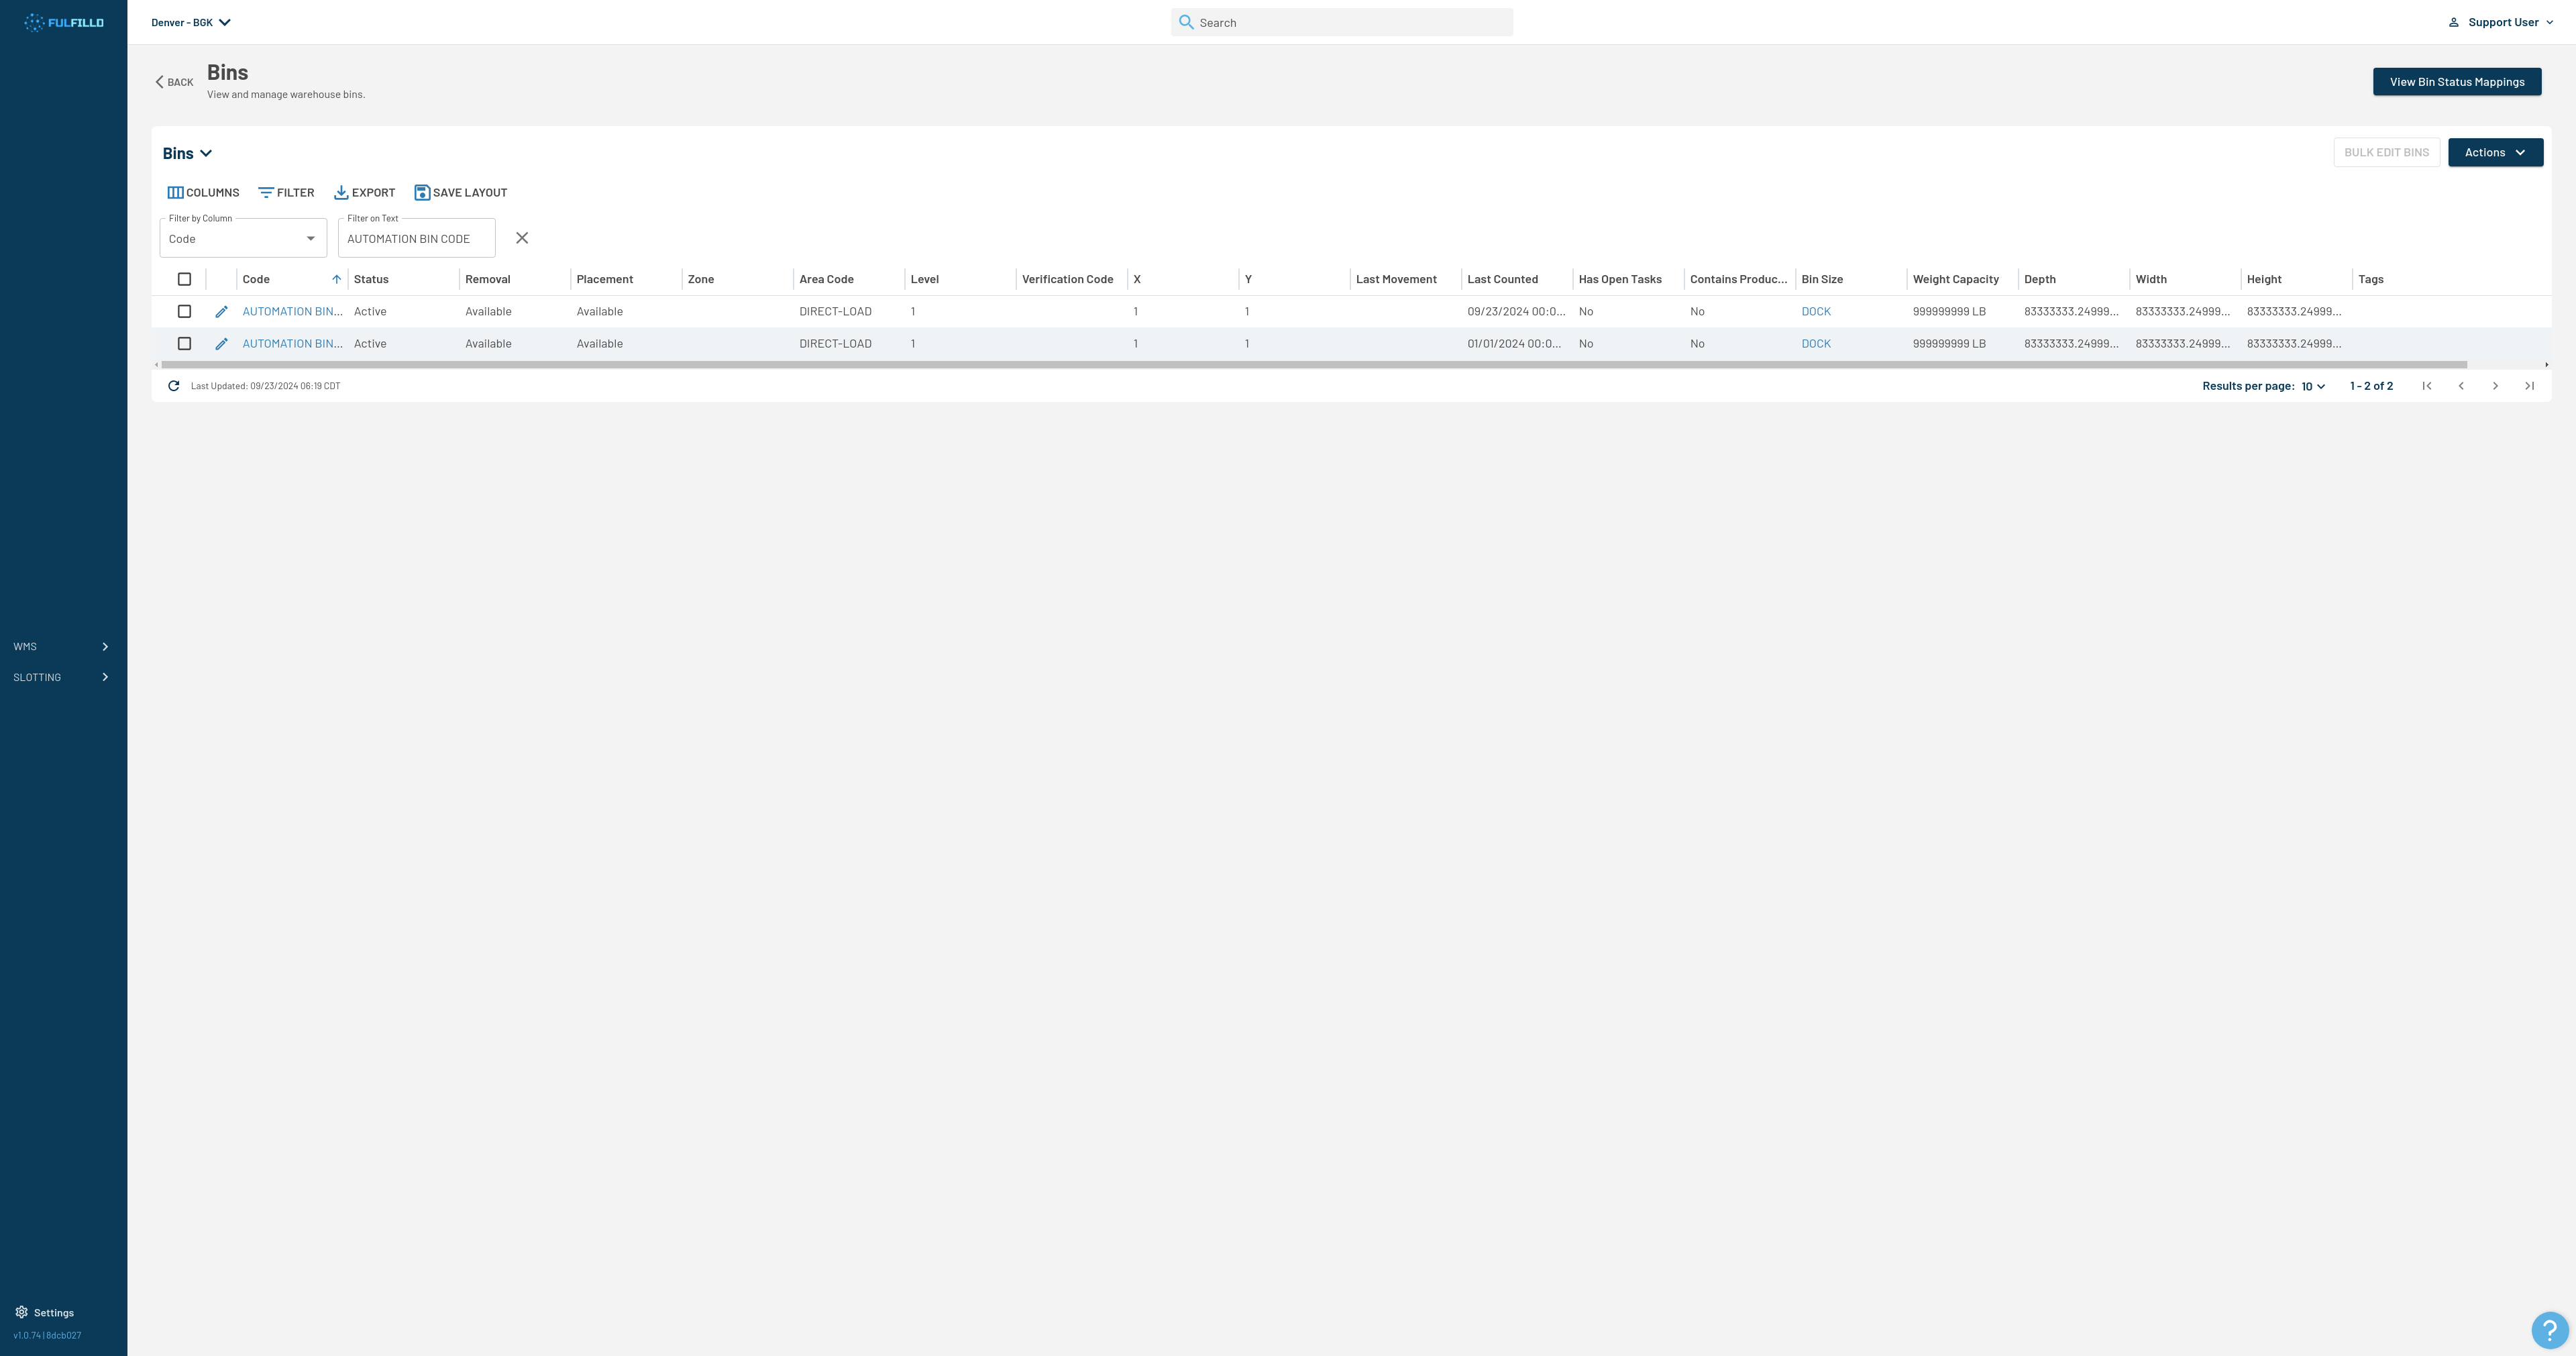 FULFILLD
Denver - BGK
Search
Support User
BACK
Bins
View and manage warehouse bins.
View Bin Status Mappings
Bins
BULK EDIT BINS
Actions
COLUMNS FILTER EXPORT SAVE LAYOUT
Filter by Column Filter on Text
Code AUTOMATION BIN CODE
Code Status Removal Placement Zone Area Code Level Verification Code X Y Last Movement Last Counted Has Open Tasks Contains Produc... Bin Size Weight Capacity Depth Width Height Tags
AUTOMATION BIN... Active Available Available DIRECT-LOAD 1 1 1 09/23/2024 00:0... No No DOCK 999999999 LB 83333333.24999... 83333333.24999... 83333333.24999...
AUTOMATION BIN... Active Available Available DIRECT-LOAD 1 1 1 01/01/2024 00:0... No No DOCK 999999999 LB 83333333.24999... 83333333.24999... 83333333.24999...
Last Updated: 09/23/2024 06:19 CDT
Results per page: 10 1 - 2 of 2
WMS
SLOTTING
Settings
v1.0.74 | 8dcb027
?